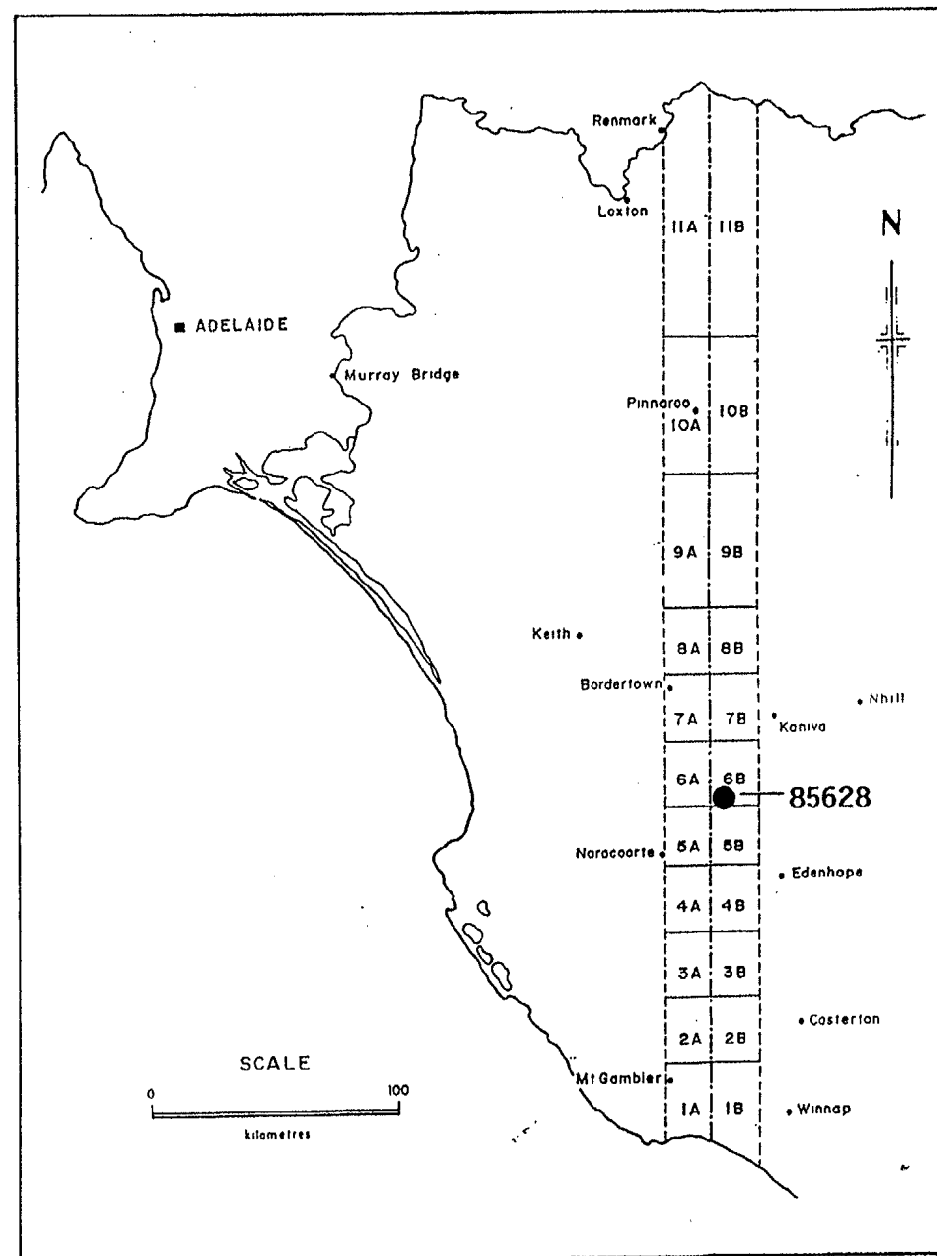 Renmark
Loxton
11A 11B
N
ADELAIDE
Murray Bridge
Pinnaroo
10A 10B
9A 9B
Keith
8A 8B
Bordertown
Nhill
7A 7B
Kaniva
6A 6B
85628
Naracoorte
5A 5B
Edenhope
4A 4B
3A 3B
Casterton
2A 2B
SCALE
Mt Gambier
0 100
1A 1B
Winnap
kilometres